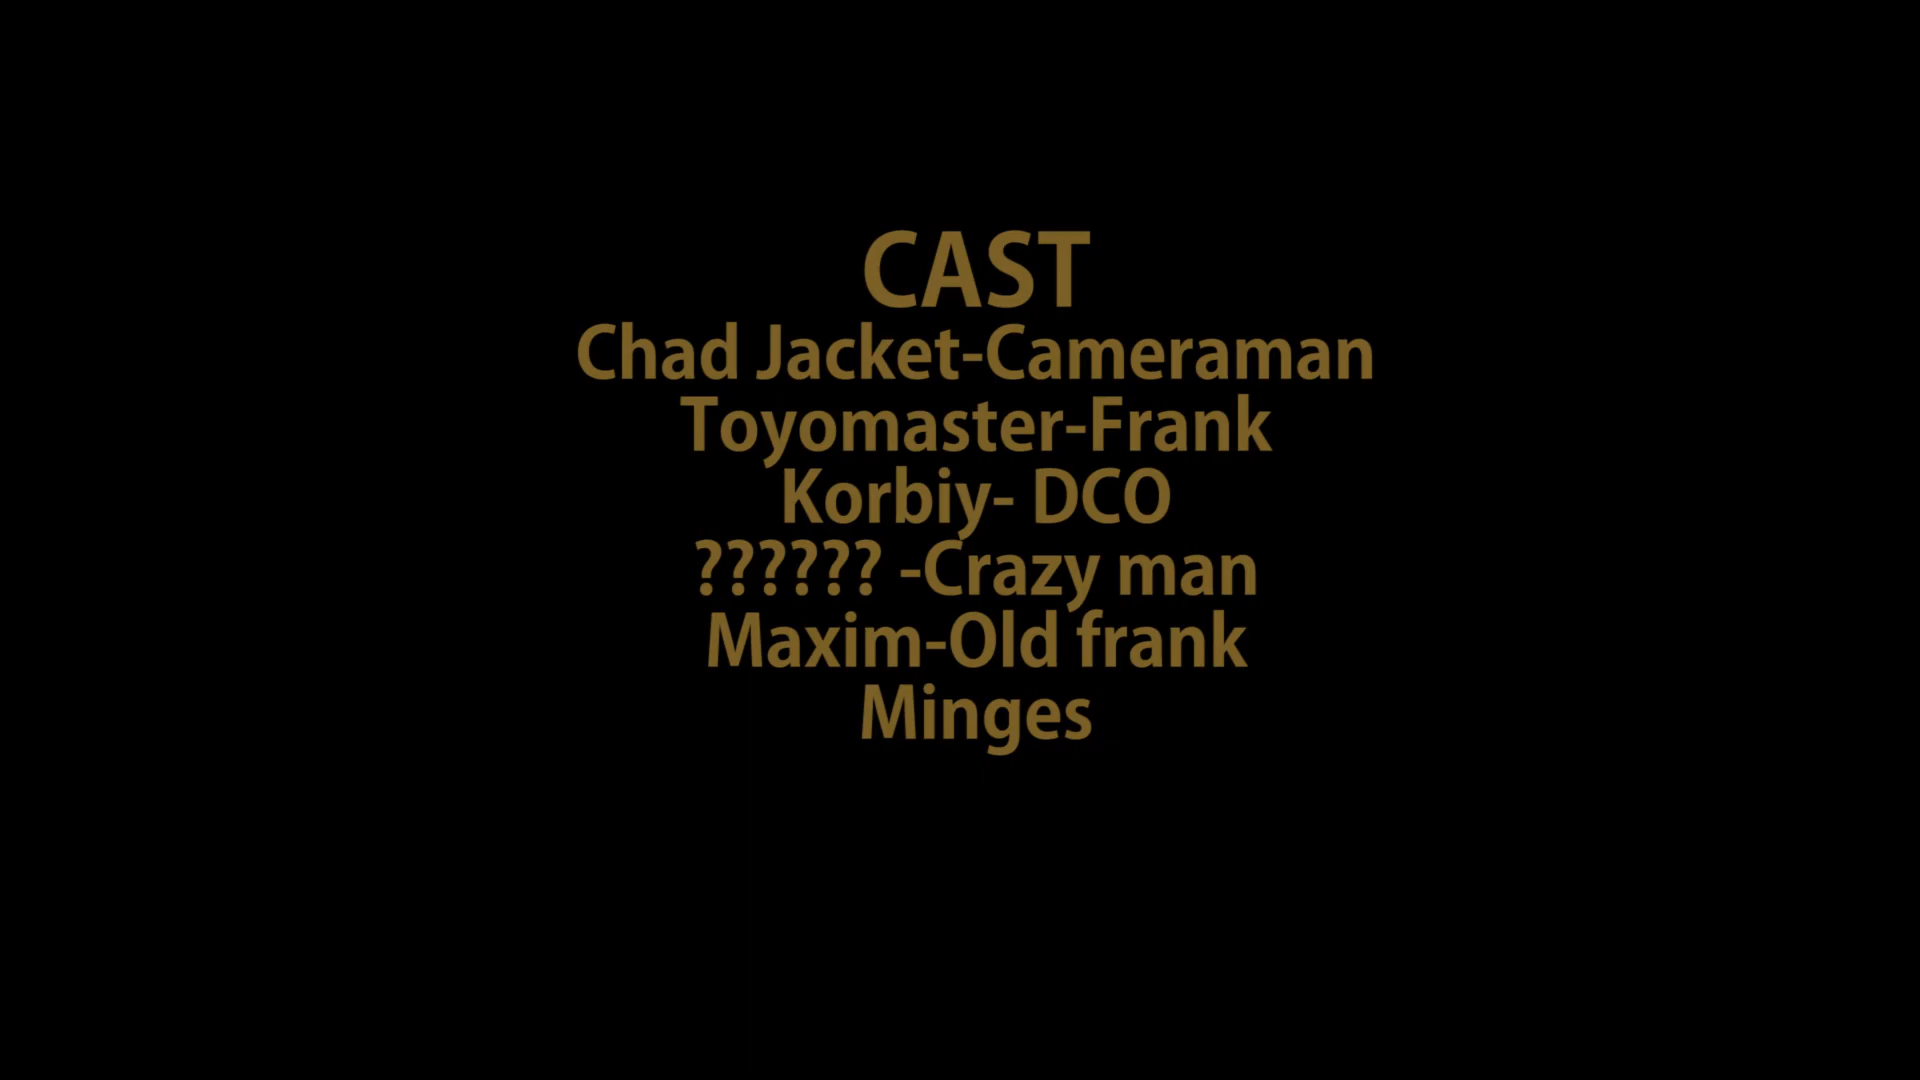 CAST
Chad Jacket-Cameraman
Toyomaster-Frank
Korbiy- DCO
?????? -Crazy man
Maxim-Old frank
Minges